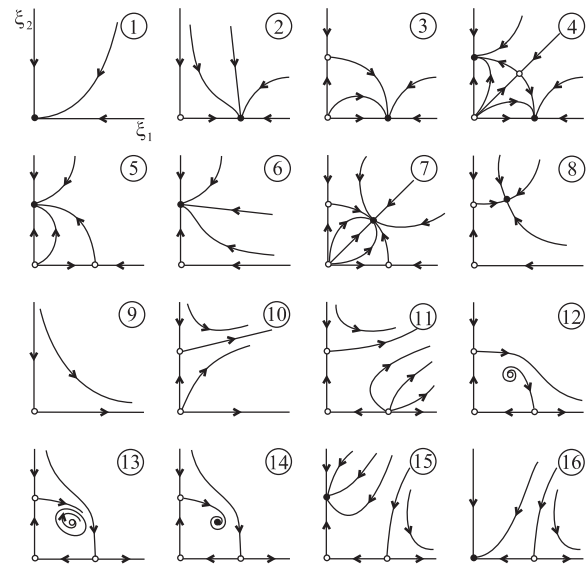 ξ2 ① ② ③ ④
ξ1
⑤ ⑥ ⑦ ⑧
⑨ ⑩ ⑪ ⑫
⑬ ⑭ ⑮ ⑯